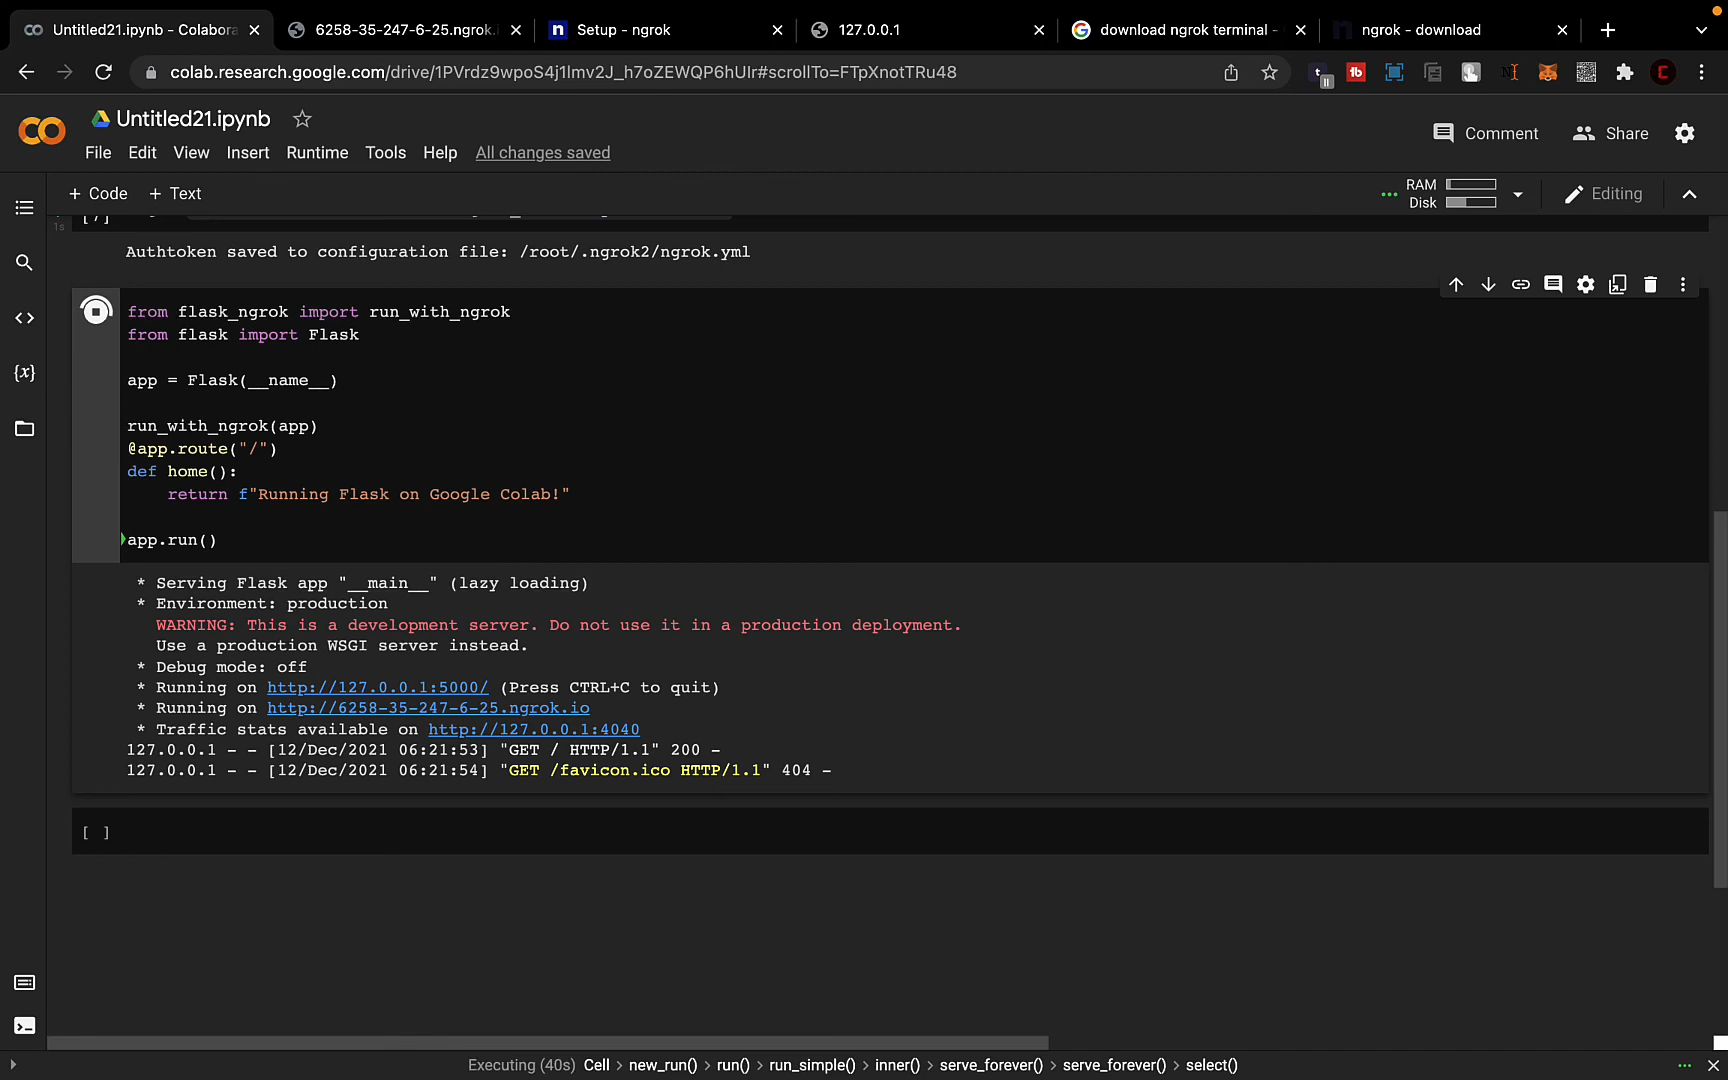 Untitled21.ipynb - Colabora
6258-35-247-6-25.ngrok.i
Setup - ngrok
127.0.0.1
download ngrok terminal -
ngrok - download
colab.research.google.com/drive/1PVrdz9wpoS4j1lmv2J_h7oZEWQP6hUIr#scrollTo=FTpXnotTRu48
Untitled21.ipynb
Comment
Share
File Edit View Insert Runtime Tools Help All changes saved
+ Code + Text
RAM
Disk
Editing
1s
Authtoken saved to configuration file: /root/.ngrok2/ngrok.yml
from flask_ngrok import run_with_ngrok
from flask import Flask
app = Flask(__name__)
run_with_ngrok(app)
@app.route("/")
def home():
return f"Running Flask on Google Colab!"
app.run()
* Serving Flask app "__main__" (lazy loading)
* Environment: production
WARNING: This is a development server. Do not use it in a production deployment.
Use a production WSGI server instead.
* Debug mode: off
* Running on http://127.0.0.1:5000/ (Press CTRL+C to quit)
* Running on http://6258-35-247-6-25.ngrok.io
* Traffic stats available on http://127.0.0.1:4040
127.0.0.1 - - [12/Dec/2021 06:21:53] "GET / HTTP/1.1" 200 -
127.0.0.1 - - [12/Dec/2021 06:21:54] "GET /favicon.ico HTTP/1.1" 404 -
[ ]
Executing (40s) Cell > new_run() > run() > run_simple() > inner() > serve_forever() > serve_forever() > select()